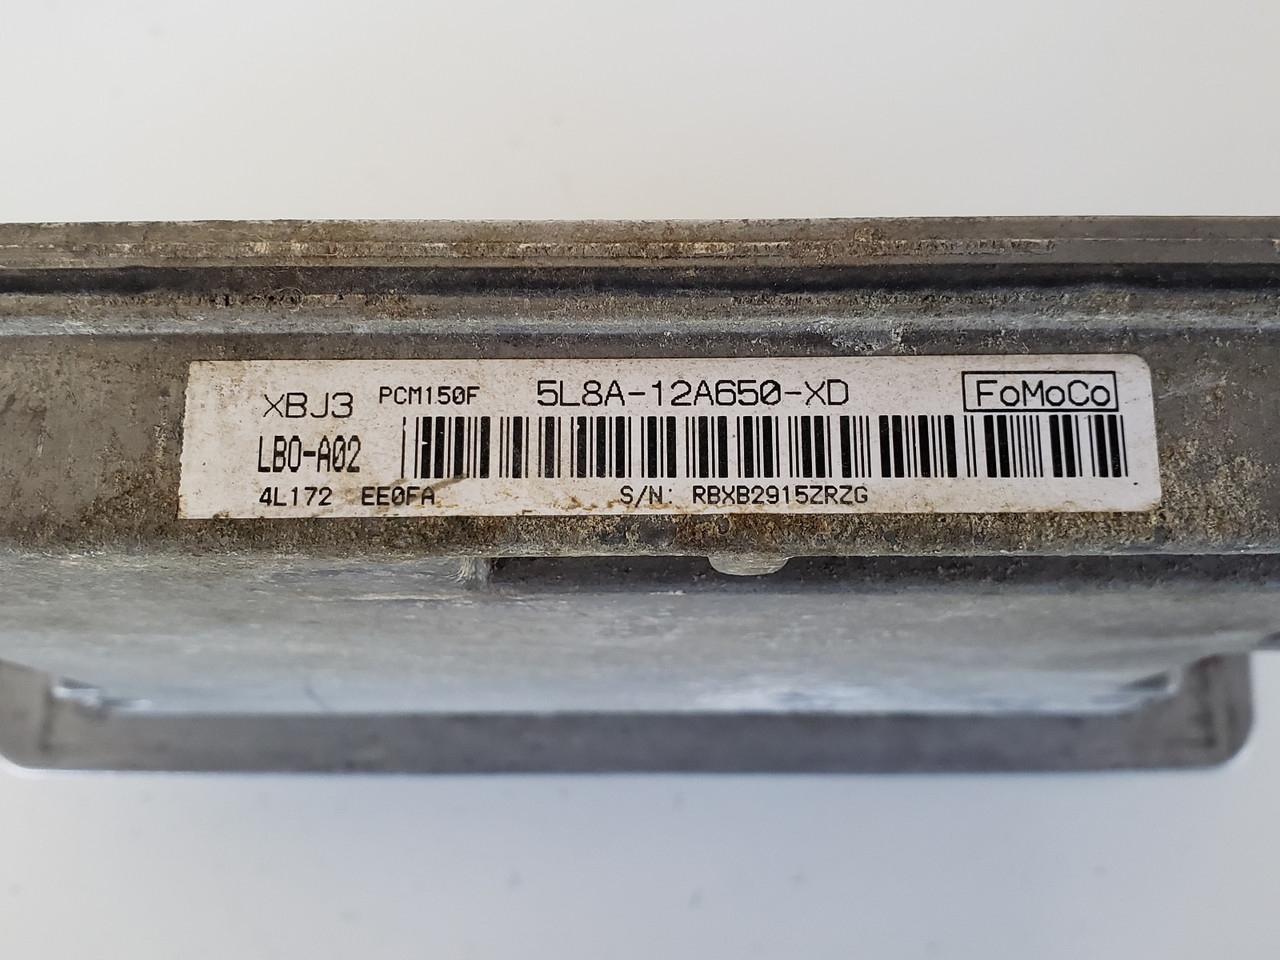 XBJ3 PCM150F 5L8A-12A650-XD FoMoCo
LB0-A02
4L172 EE0FA S/N: RBXB2915ZRZG